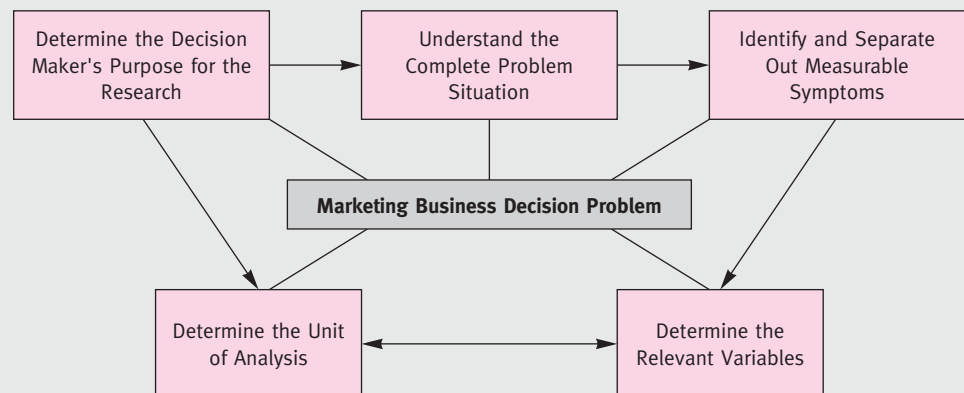 Determine the Decision
Maker's Purpose for the
Research
Understand the
Complete Problem
Situation
Identify and Separate
Out Measurable
Symptoms
Marketing Business Decision Problem
Determine the Unit
of Analysis
Determine the
Relevant Variables